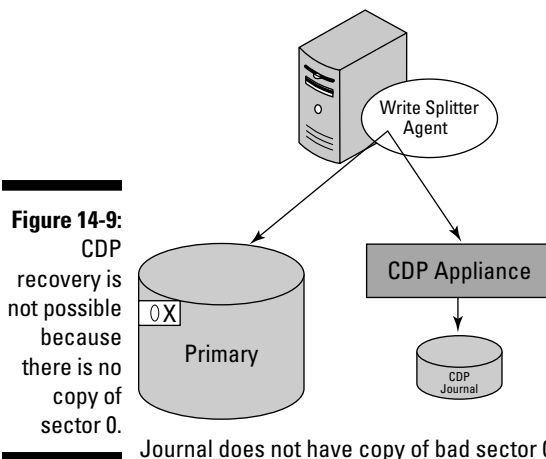 Write Splitter
Agent
Figure 14-9:
CDP
recovery is
not possible
because
there is no
copy of
sector 0.
0X
Primary
CDP Appliance
CDP
Journal
Journal does not have copy of bad sector 0